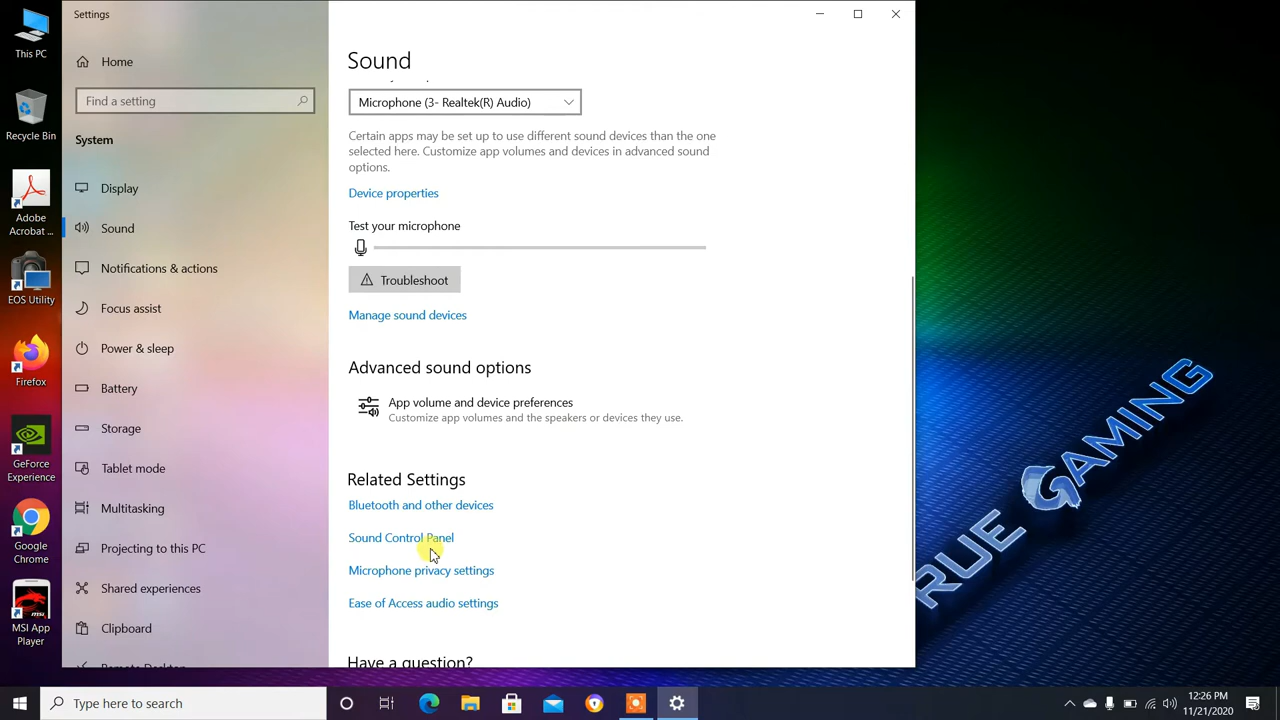 This PC
Recycle Bin
Adobe
Acrobat ...
EOS Utility
Firefox
GeForce
Experience
Google
Chrome
MSI App
Player
Settings
Home
Find a setting
System
Display
Sound
Notifications & actions
Focus assist
Power & sleep
Battery
Storage
Tablet mode
Multitasking
Projecting to this PC
Shared experiences
Clipboard
Remote Desktop
Sound
Microphone (3- Realtek(R) Audio)
Certain apps may be set up to use different sound devices than the one
selected here. Customize app volumes and devices in advanced sound
options.
Device properties
Test your microphone
Troubleshoot
Manage sound devices
Advanced sound options
App volume and device preferences
Customize app volumes and the speakers or devices they use.
Related Settings
Bluetooth and other devices
Sound Control Panel
Microphone privacy settings
Ease of Access audio settings
Have a question?
RUE GAMING
Type here to search
12:26 PM
11/21/2020